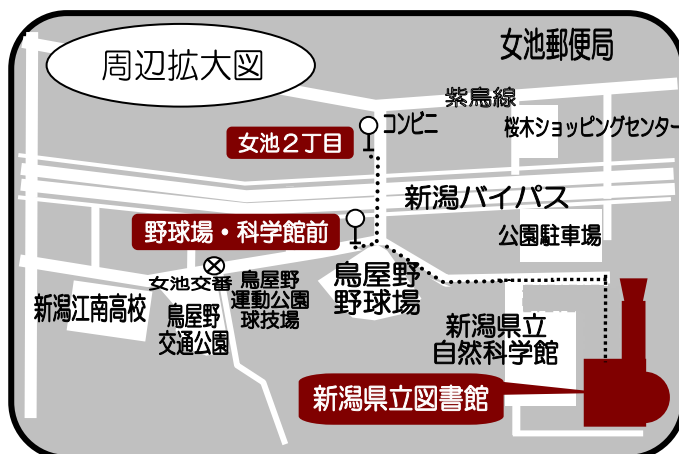 周辺拡大図
女池郵便局
紫鳥線
コンビニ
桜木ショッピングセンター
女池２丁目
新潟バイパス
野球場・科学館前
公園駐車場
女池交番
鳥屋野
運動公園
球技場
鳥屋野
野球場
新潟江南高校
鳥屋野
交通公園
新潟県立
自然科学館
新潟県立図書館